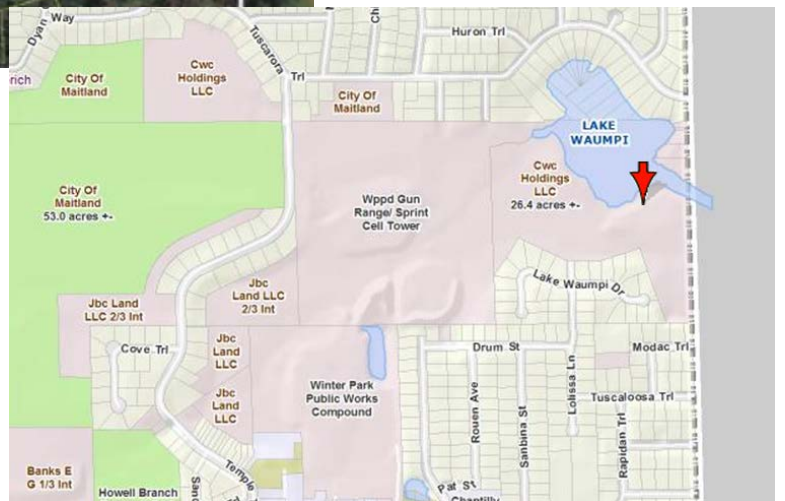 Dyan Way
Tuscarora Trl
Huron Trl
rich
City Of
Maitland
Cwc
Holdings
LLC
City Of
Maitland
LAKE
WAUMPI
City Of
Maitland
53.0 acres +-
Wppd Gun
Range/ Sprint
Cell Tower
Cwc
Holdings
LLC
26.4 acres +-
Jbc Land
LLC 2/3 Int
Jbc
Land LLC
2/3 Int
Lake Waumpi Dr
Cove Trl
Jbc
Land
LLC
Drum St
Modac Trl
Jbc
Land
LLC
Winter Park
Public Works
Compound
Rouen Ave
Sanbina St
Lolissa Ln
Tuscaloosa Trl
Rapidan Trl
Banks E
G 1/3 Int
Howell Branch
Temple
Pat St
Chantilly